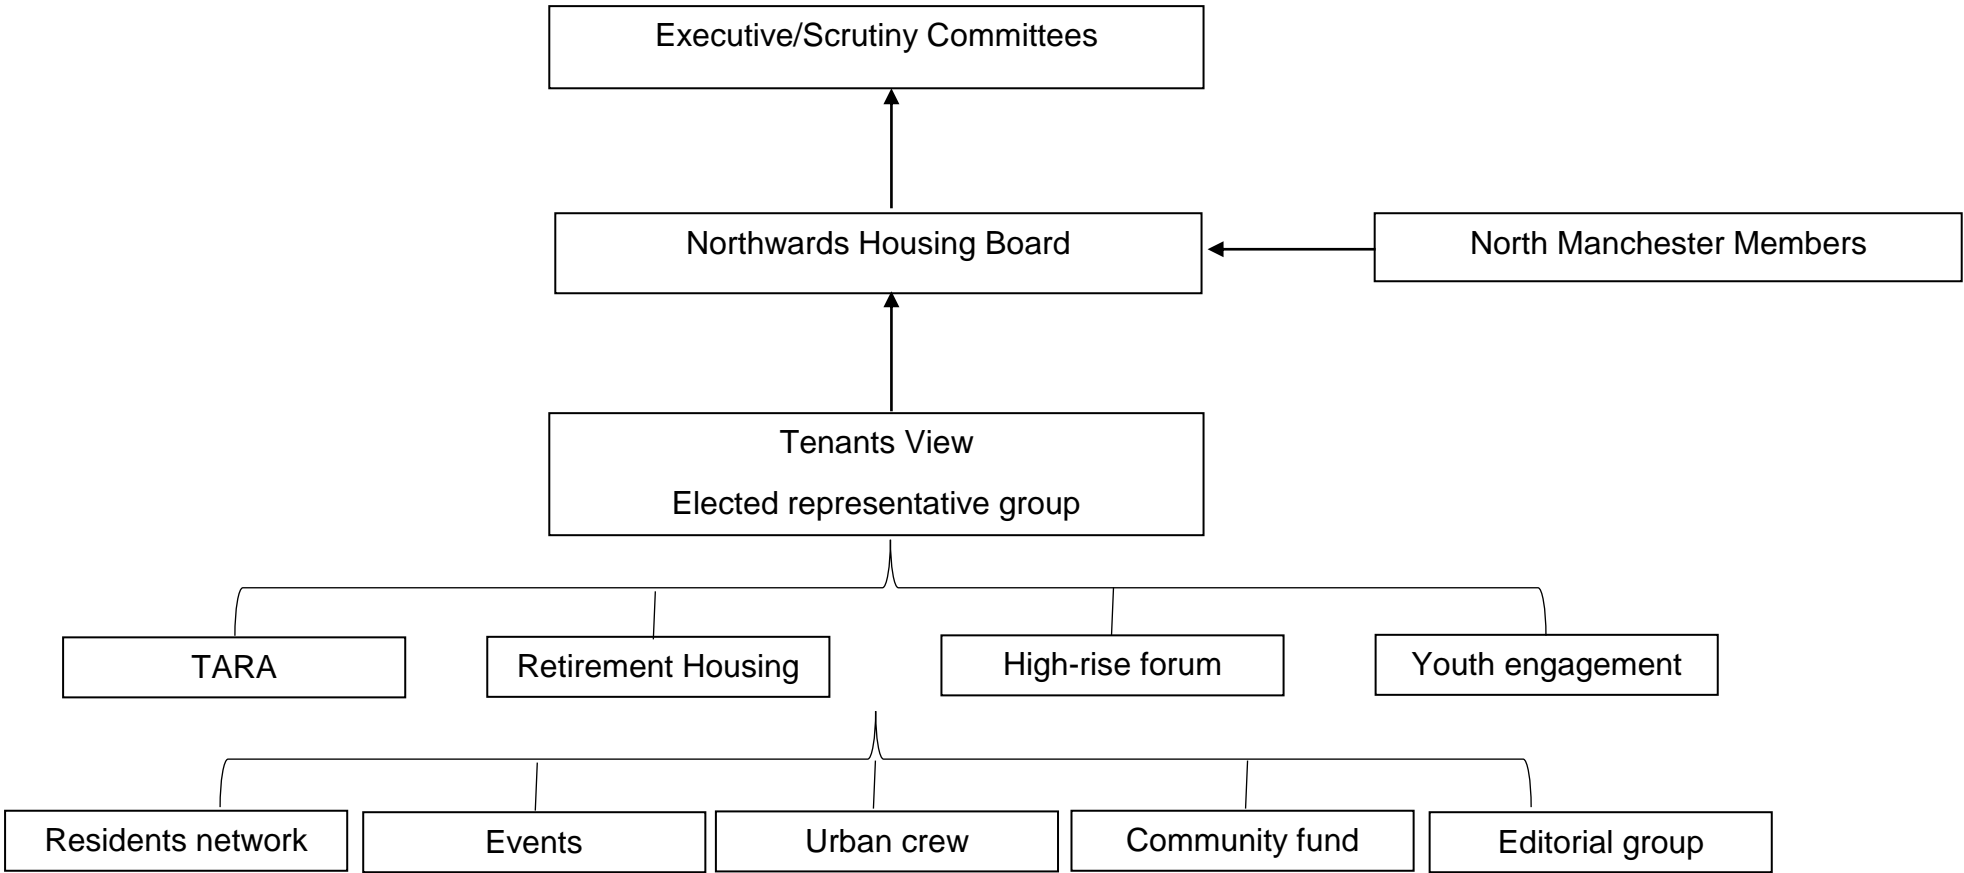 Executive/Scrutiny Committees
Northwards Housing Board
North Manchester Members
Tenants View
Elected representative group
TARA
Retirement Housing
High-rise forum
Youth engagement
Residents network
Events
Urban crew
Community fund
Editorial group